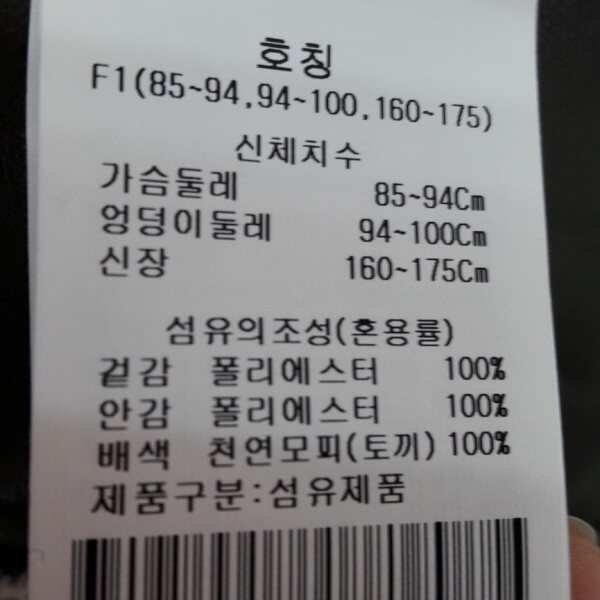 호칭
F1(85~94,94~100,160~175)
신체치수
가슴둘레 85~94Cm
엉덩이둘레 94~100Cm
신장 160~175Cm
섬유의조성(혼용률)
겉감 폴리에스터 100%
안감 폴리에스터 100%
배색 천연모피(토끼) 100%
제품구분:섬유제품